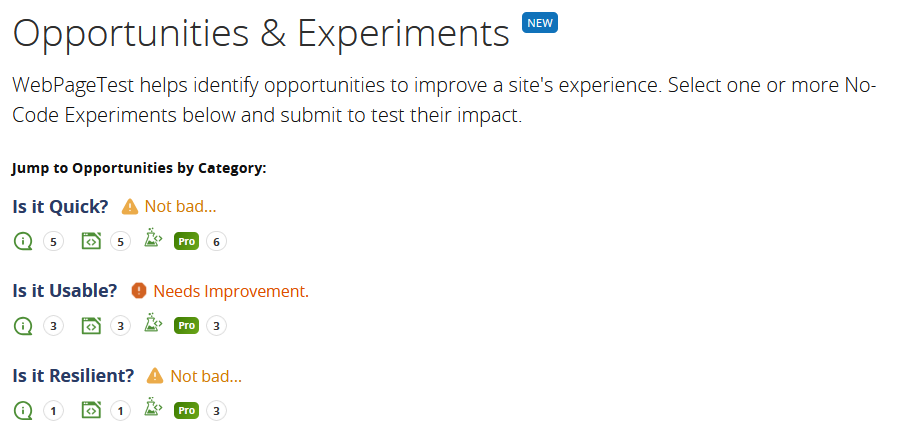 Opportunities & Experiments NEW
WebPageTest helps identify opportunities to improve a site's experience. Select one or more No-
Code Experiments below and submit to test their impact.
Jump to Opportunities by Category:
Is it Quick? Not bad...
5 5 Pro 6
Is it Usable? Needs Improvement.
3 3 Pro 3
Is it Resilient? Not bad...
1 1 Pro 3